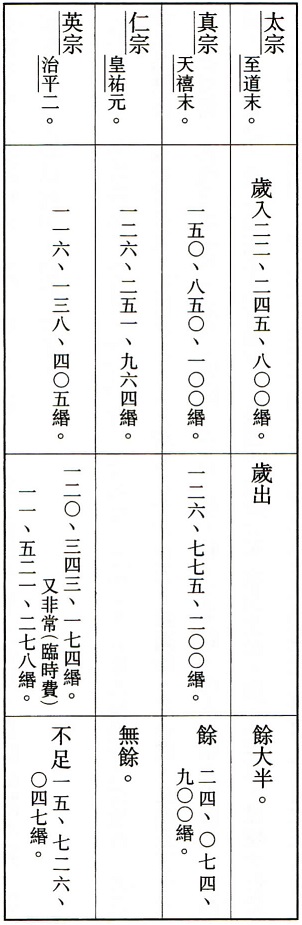 太宗
至道末。
歲入二二、二四五、八〇〇緡。
歲出
餘大半。
真宗
天禧末。
一五〇、八五〇、一〇〇緡。
一二六、七七五、二〇〇緡。
餘
二四、〇七四、
九〇〇緡。
仁宗
皇祐元。
一二六、二五一、九六四緡。
無餘。
英宗
治平二。
一一六、一三八、四〇五緡。
一二〇、三四三、一七四緡。
又非常(臨時費)
一一、五二一、二七八緡。
不足一五、七二六、
〇四七緡。